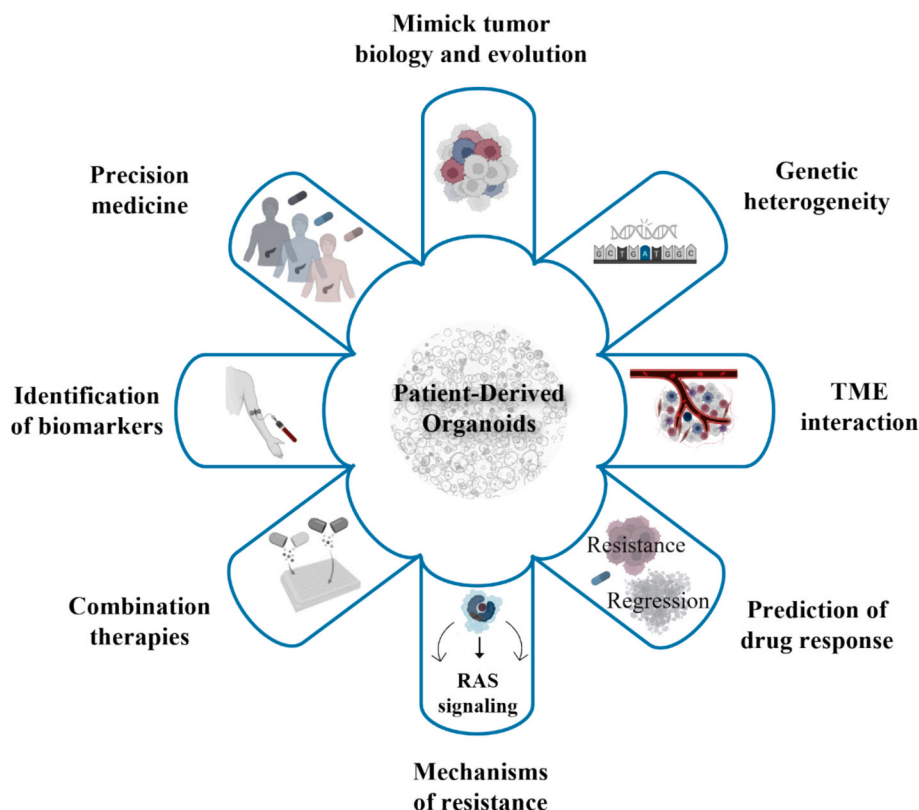 Mimick tumor
biology and evolution
Precision
medicine
Genetic
heterogeneity
G C T G A T G G C
Identification
of biomarkers
Patient-Derived
Organoids
TME
interaction
Resistance
Regression
Combination
therapies
Prediction of
drug response
RAS
signaling
Mechanisms
of resistance